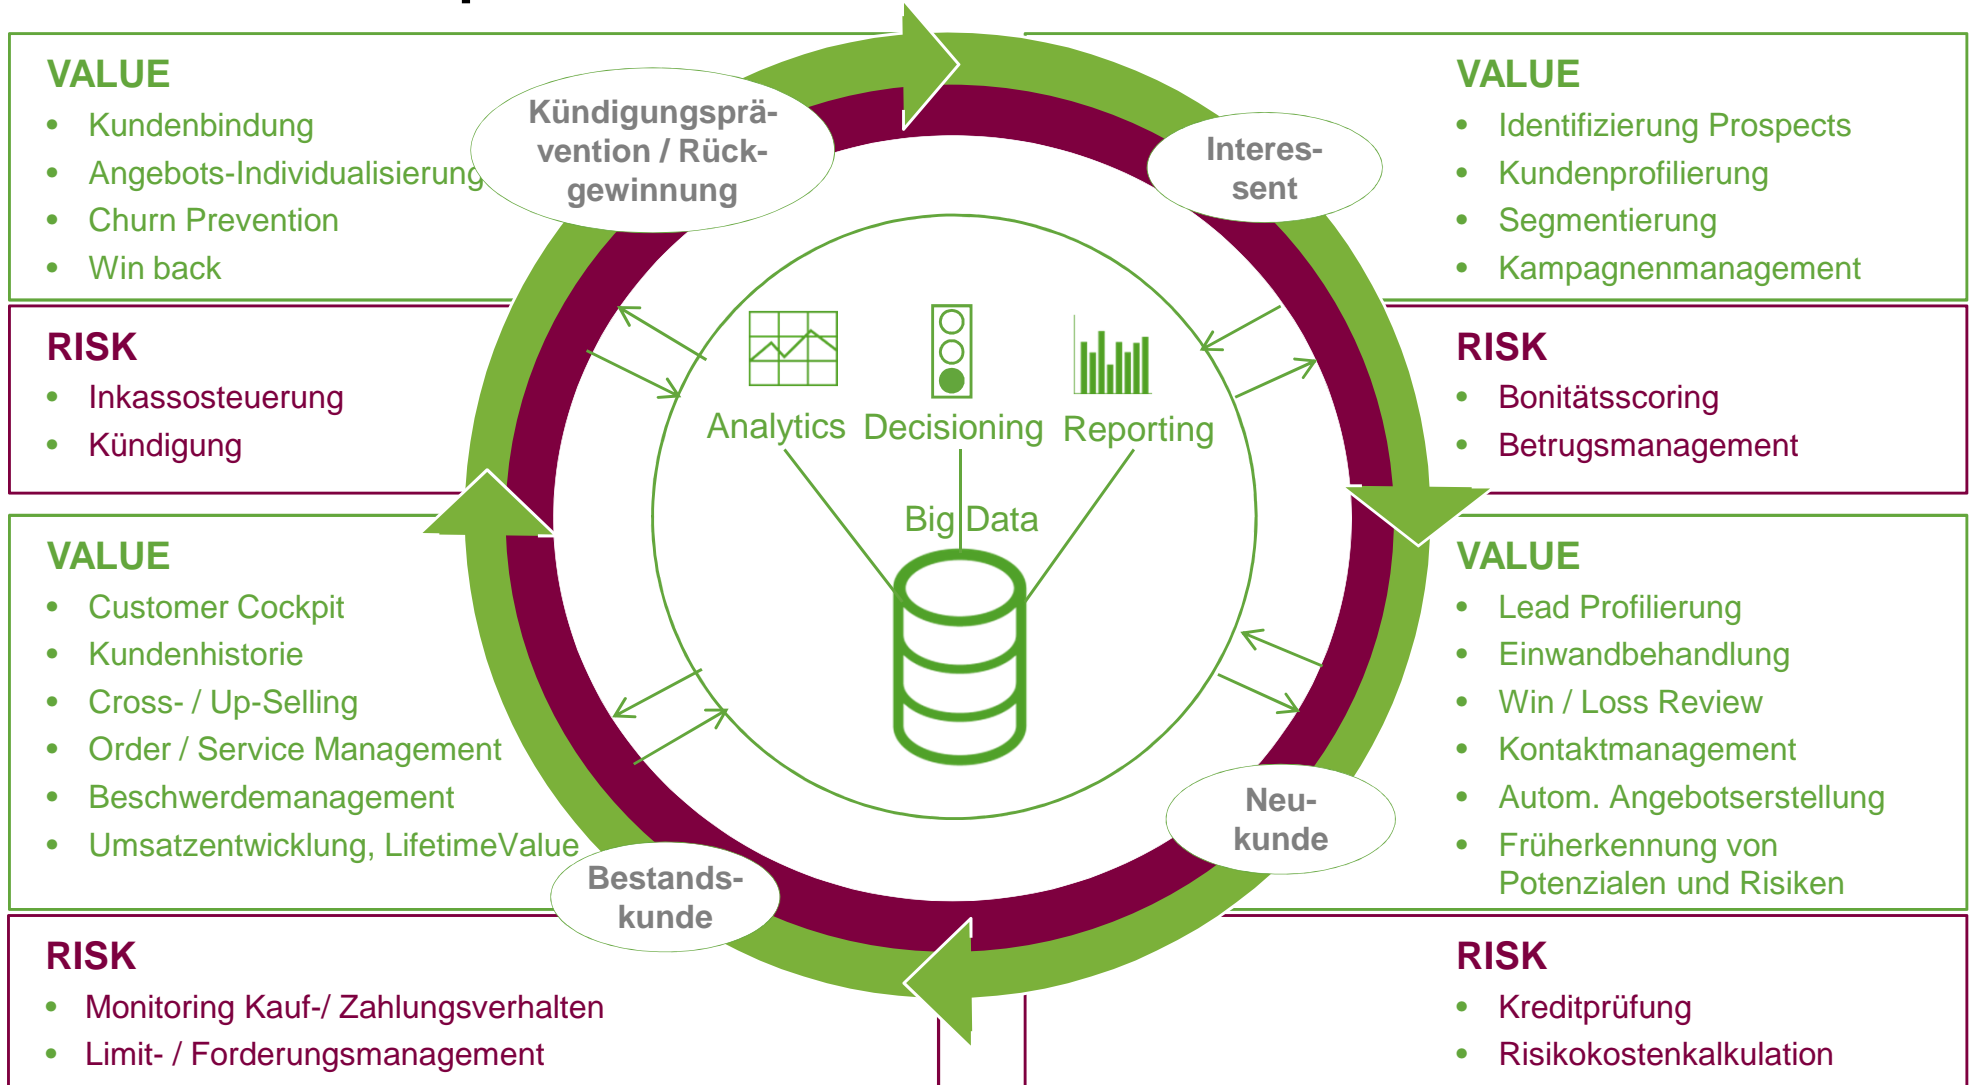 VALUE
Kundenbindung
Angebots-Individualisierung
Churn Prevention
Win back
RISK
Inkassosteuerung
Kündigung
VALUE
Customer Cockpit
Kundenhistorie
Cross- / Up-Selling
Order / Service Management
Beschwerdemanagement
Umsatzentwicklung, LifetimeValue
RISK
Monitoring Kauf-/ Zahlungsverhalten
Limit- / Forderungsmanagement
Kündigungsprä-
vention / Rück-
gewinnung
Interes-
sent
Analytics
Decisioning
Reporting
Big Data
Neu-
kunde
Bestands-
kunde
VALUE
Identifizierung Prospects
Kundenprofilierung
Segmentierung
Kampagnenmanagement
RISK
Bonitätsscoring
Betrugsmanagement
VALUE
Lead Profilierung
Einwandbehandlung
Win / Loss Review
Kontaktmanagement
Autom. Angebotserstellung
Früherkennung von
Potenzialen und Risiken
RISK
Kreditprüfung
Risikokostenkalkulation